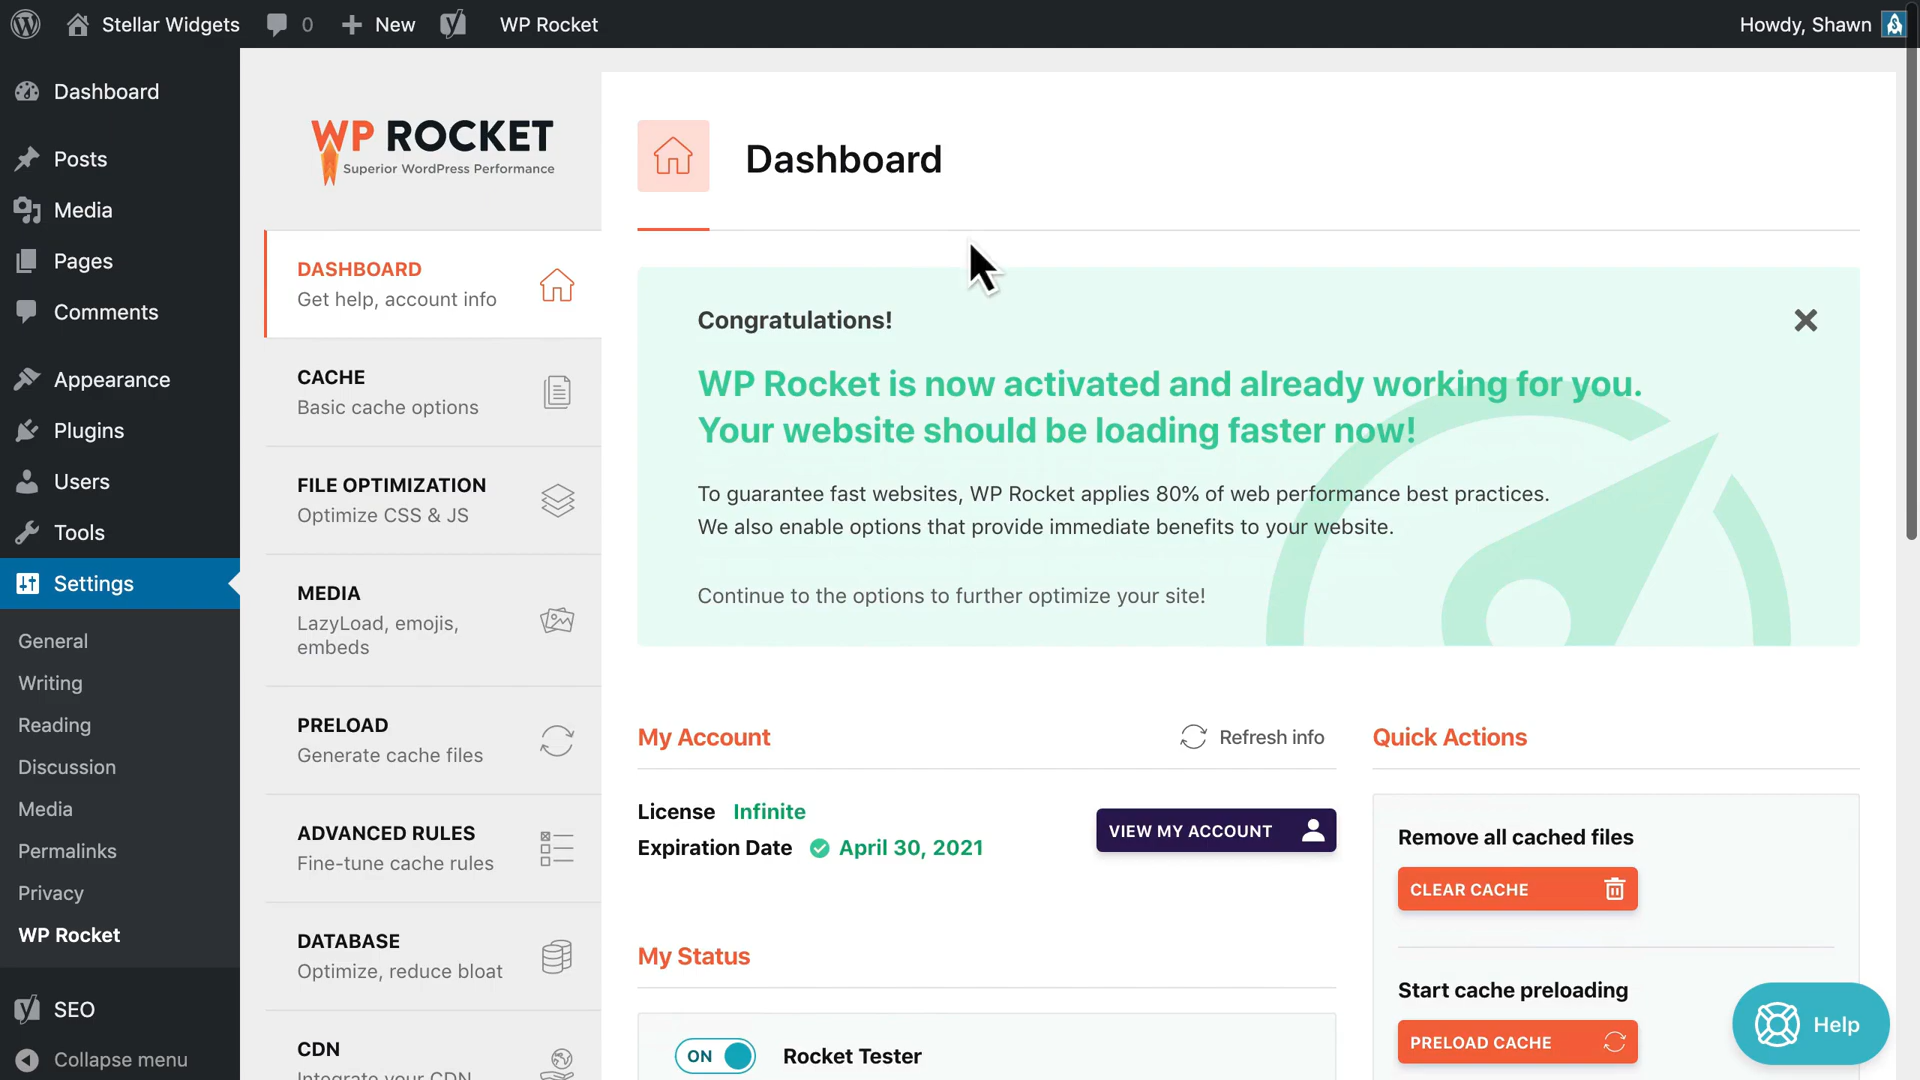 Stellar Widgets
0
New
WP Rocket
Howdy, Shawn
Dashboard
Posts
Media
Pages
Comments
Appearance
Plugins
Users
Tools
Settings
General
Writing
Reading
Discussion
Media
Permalinks
Privacy
WP Rocket
SEO
Collapse menu
WP ROCKET
Superior WordPress Performance
DASHBOARD
Get help, account info
CACHE
Basic cache options
FILE OPTIMIZATION
Optimize CSS & JS
MEDIA
LazyLoad, emojis,
embeds
PRELOAD
Generate cache files
ADVANCED RULES
Fine-tune cache rules
DATABASE
Optimize, reduce bloat
CDN
Integrate your CDN
Dashboard
Congratulations!
WP Rocket is now activated and already working for you.
Your website should be loading faster now!
To guarantee fast websites, WP Rocket applies 80% of web performance best practices.
We also enable options that provide immediate benefits to your website.
Continue to the options to further optimize your site!
My Account
Refresh info
License Infinite
Expiration Date April 30, 2021
VIEW MY ACCOUNT
My Status
ON
Rocket Tester
Quick Actions
Remove all cached files
CLEAR CACHE
Start cache preloading
PRELOAD CACHE
Help